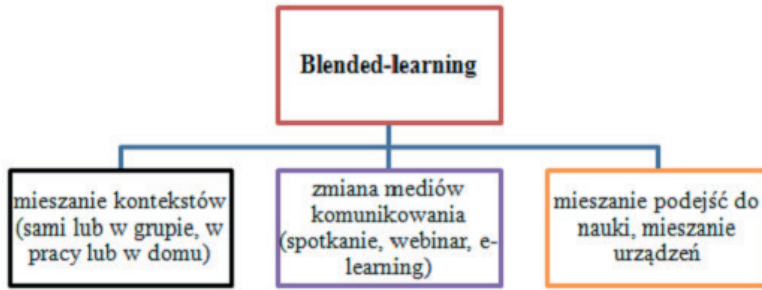 Blended-learning
mieszanie kontekstów
(sami lub w grupie, w
pracy lub w domu)
zmiana mediów
komunikowania
(spotkanie, webinar, e-
learning)
mieszanie podejść do
nauki, mieszanie
urządzeń